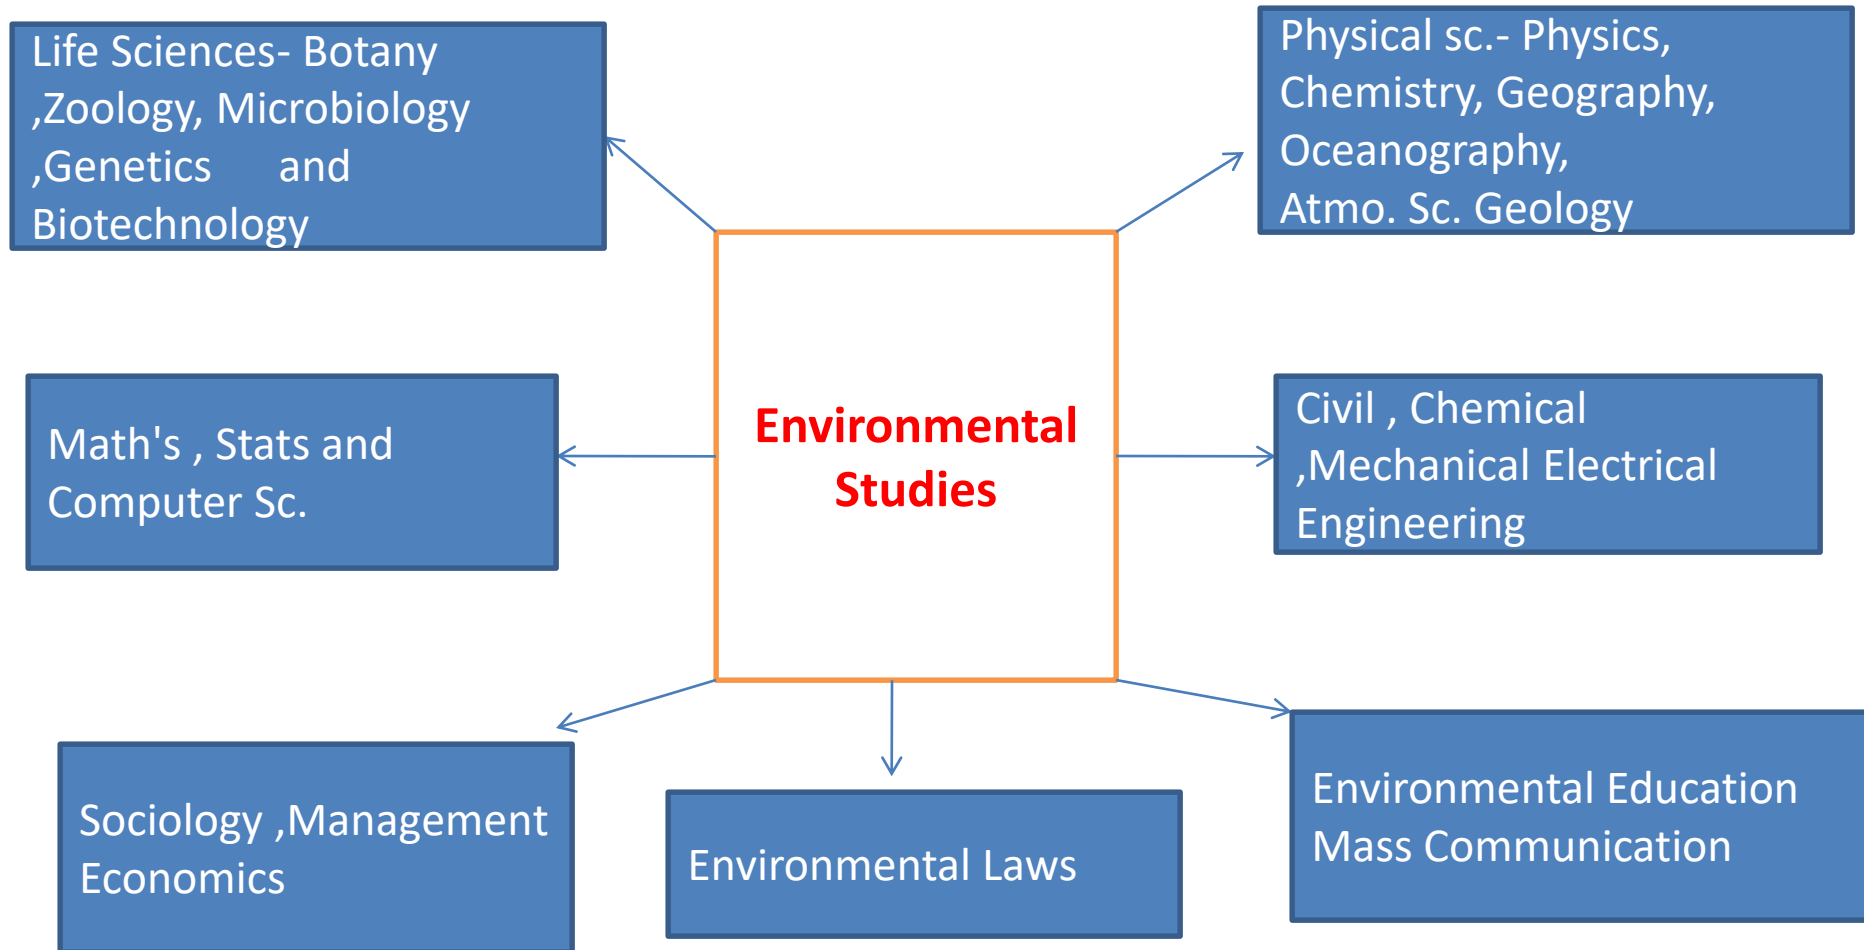 Life Sciences- Botany
,Zoology, Microbiology
,Genetics and
Biotechnology
Physical sc.- Physics,
Chemistry, Geography,
Oceanography,
Atmo. Sc. Geology
Math's , Stats and
Computer Sc.
Environmental
Studies
Civil , Chemical
,Mechanical Electrical
Engineering
Sociology ,Management
Economics
Environmental Laws
Environmental Education
Mass Communication